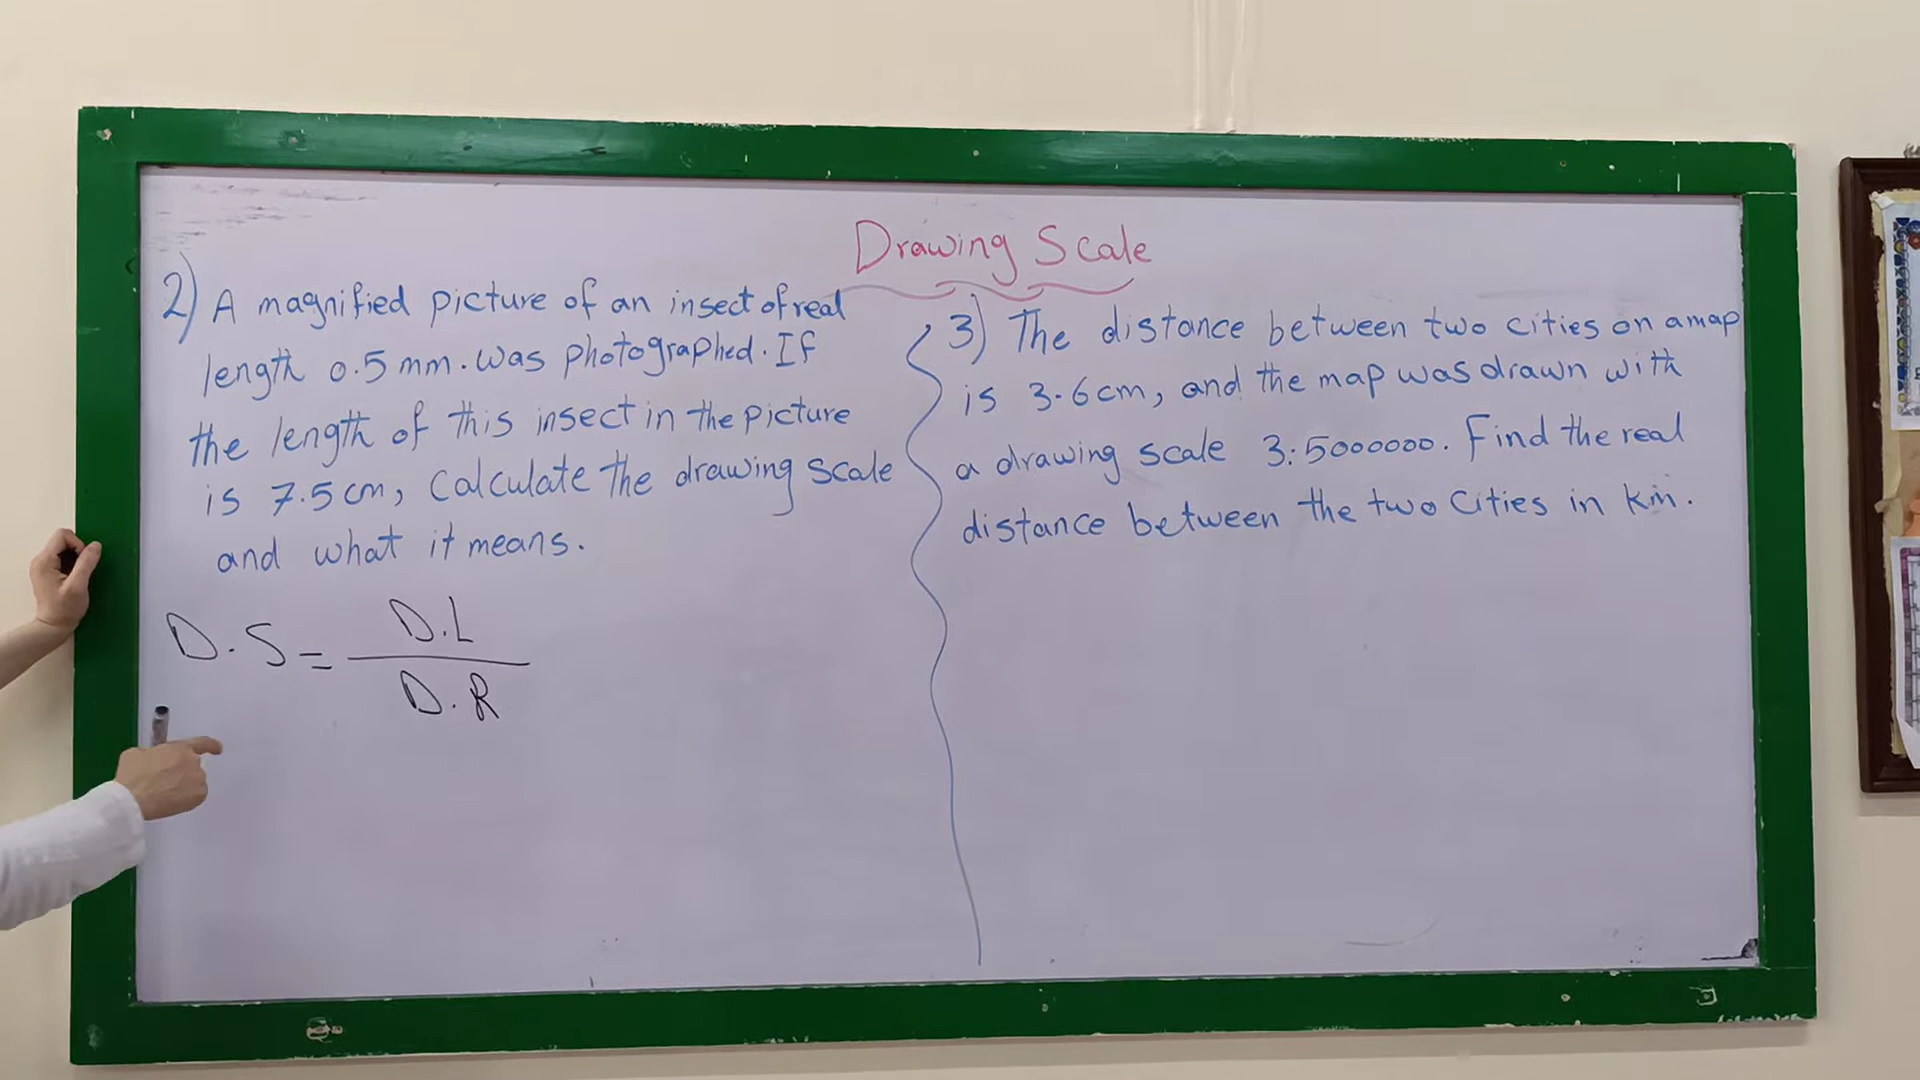 Drawing Scale
2) A magnified picture of an insect of real
length 0.5 mm. was photographed. If
the length of this insect in the picture
is 7.5 cm, Calculate the drawing scale
and what it means.
D.S = D.L
D.R
3) The distance between two cities on a map
is 3.6 cm, and the map was drawn with
a drawing scale 3:5000000. Find the real
distance between the two cities in km.